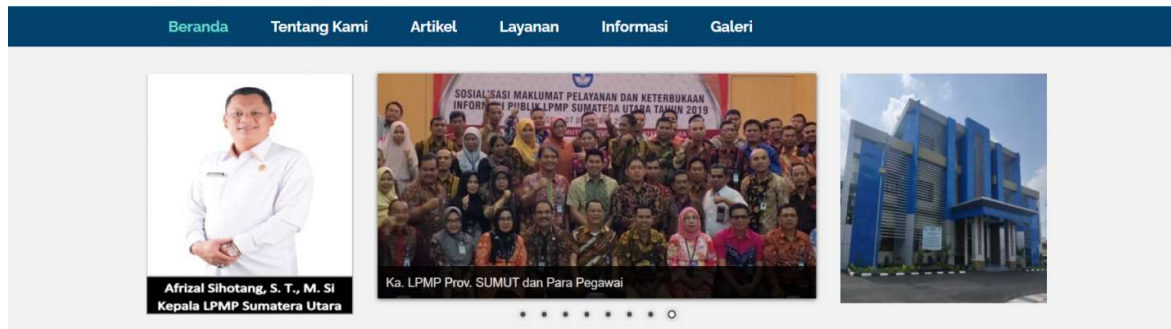 Beranda Tentang Kami Artikel Layanan Informasi Galeri
Afrizal Sihotang, S. T., M. Si
Kepala LPMP Sumatera Utara
SOSIALISASI MAKLUMAT PELAYANAN DAN KETERBUKAAN
INFORMASI PUBLIK LPMP SUMATERA UTARA TAHUN 2019
Ka. LPMP Prov. SUMUT dan Para Pegawai